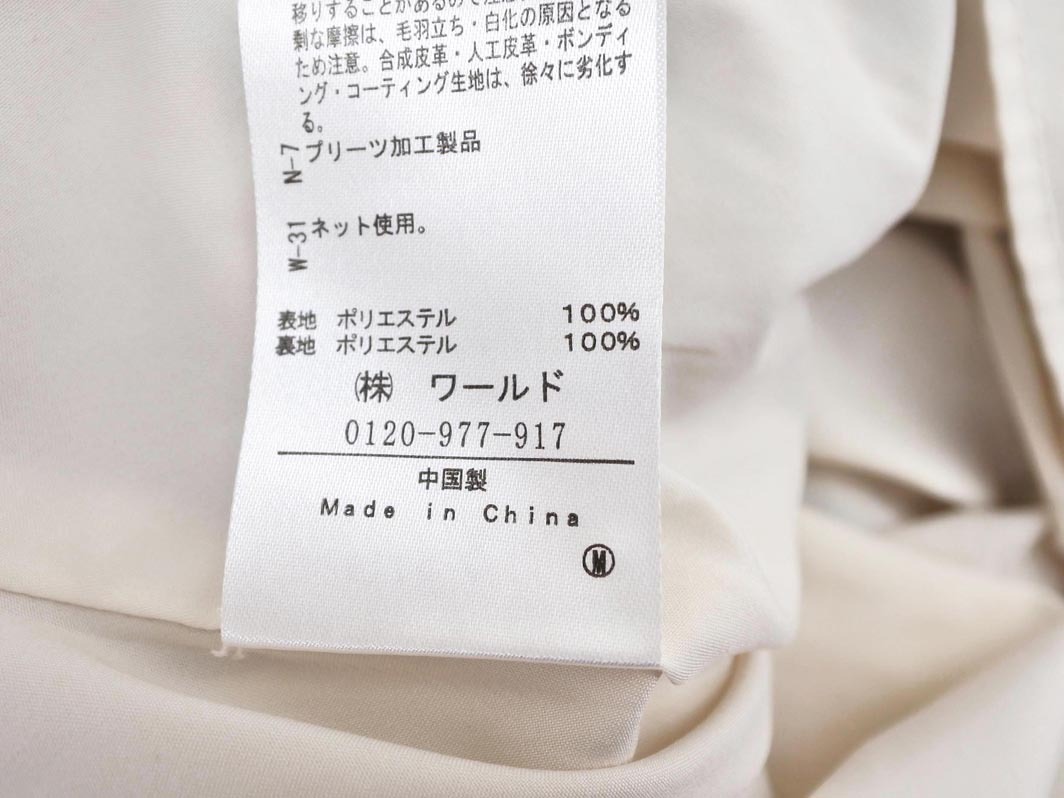 移りすることがあるので注意
剰な摩擦は、毛羽立ち・白化の原因となる
ため注意。合成皮革・人工皮革・ボンディ
ング・コーティング生地は、徐々に劣化す
る。
N-7 プリーツ加工製品
W-31 ネット使用。
表地 ポリエステル 100%
裏地 ポリエステル 100%
㈱ ワールド
0120-977-917
中国製
Made in China
Ⓜ